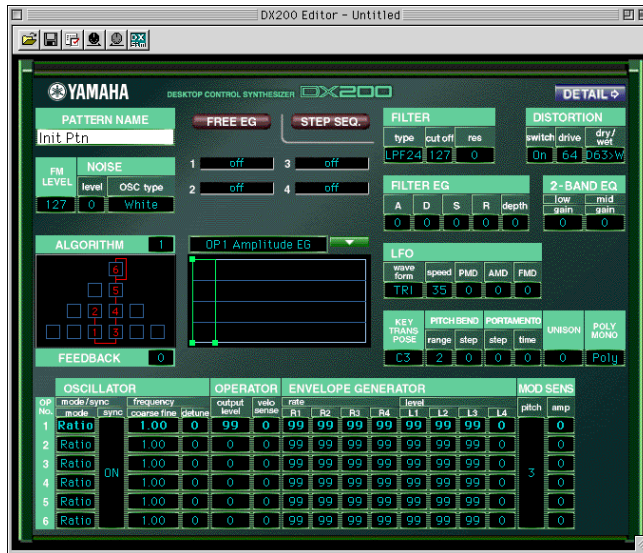 DX200 Editor - Untitled
YAMAHA DESKTOP CONTROL SYNTHESIZER DX200
DETAIL
PATTERN NAME
Init Ptn
FREE EG
STEP SEQ.
FILTER
type cut off res
LPF24 127 0
DISTORTION
switch drive dry/wet
On 64 D63>W
FM LEVEL
127
NOISE
level OSC type
0 White
1 off 3 off
2 off 4 off
FILTER EG
A D S R depth
0 0 0 0 0
2-BAND EQ
low gain mid gain
0 0
ALGORITHM 1
6
5
2 4
1 3
FEEDBACK 0
OP1 Amplitude EG
LFO
wave form speed PMD AMD FMD
TRI 35 0 0 0
KEY TRANS POSE PITCH BEND PORTAMENTO UNISON POLY MONO
range step step time
C3 2 0 0 0 0 Poly
OSCILLATOR OPERATOR ENVELOPE GENERATOR MOD SENS
OP No. mode/sync frequency output level velo sense rate level pitch amp
mode sync coarse fine detune R1 R2 R3 R4 L1 L2 L3 L4
1 Ratio ON 1.00 0 99 0 99 99 99 99 99 99 99 0 3 0
2 Ratio 1.00 0 0 0 99 99 99 99 99 99 99 0 0
3 Ratio 1.00 0 0 0 99 99 99 99 99 99 99 0 0
4 Ratio 1.00 0 0 0 99 99 99 99 99 99 99 0 0
5 Ratio 1.00 0 0 0 99 99 99 99 99 99 99 0 0
6 Ratio 1.00 0 0 0 99 99 99 99 99 99 99 0 0